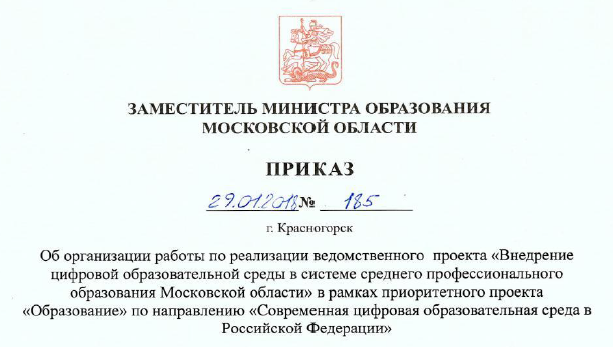 ЗАМЕСТИТЕЛЬ МИНИСТРА ОБРАЗОВАНИЯ
МОСКОВСКОЙ ОБЛАСТИ
ПРИКАЗ
29.01.2018№ 185
г. Красногорск
Об организации работы по реализации ведомственного проекта «Внедрение
цифровой образовательной среды в системе среднего профессионального
образования Московской области» в рамках приоритетного проекта
«Образование» по направлению «Современная цифровая образовательная среда в
Российской Федерации»